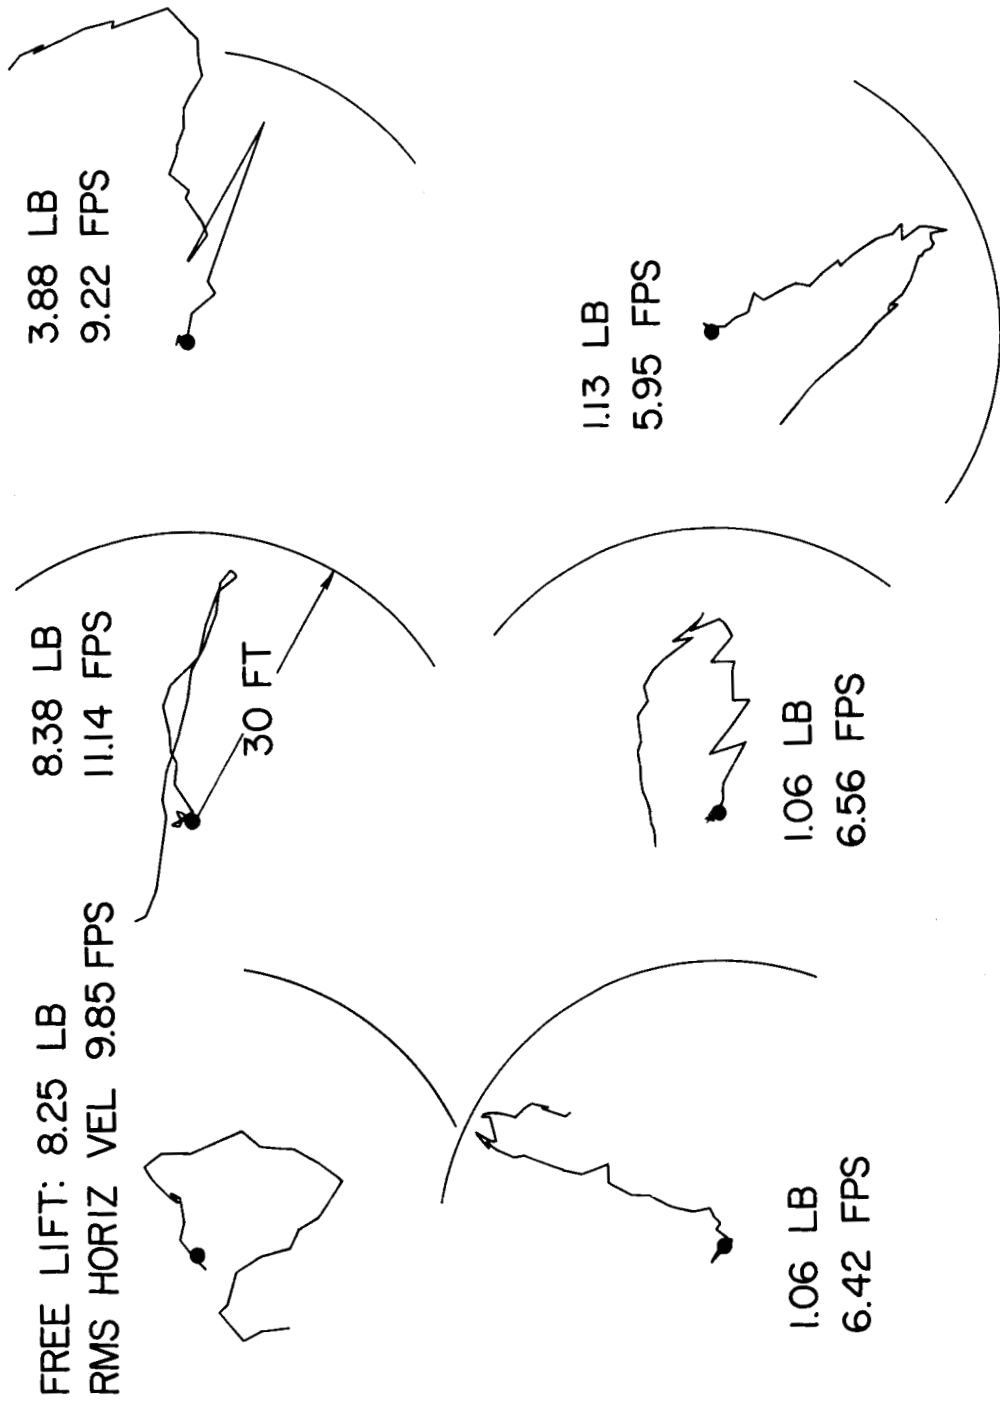 FREE LIFT: 8.25 LB
RMS HORIZ VEL 9.85 FPS
8.38 LB
11.14 FPS
30 FT
3.88 LB
9.22 FPS
1.06 LB
6.42 FPS
1.06 LB
6.56 FPS
1.13 LB
5.95 FPS